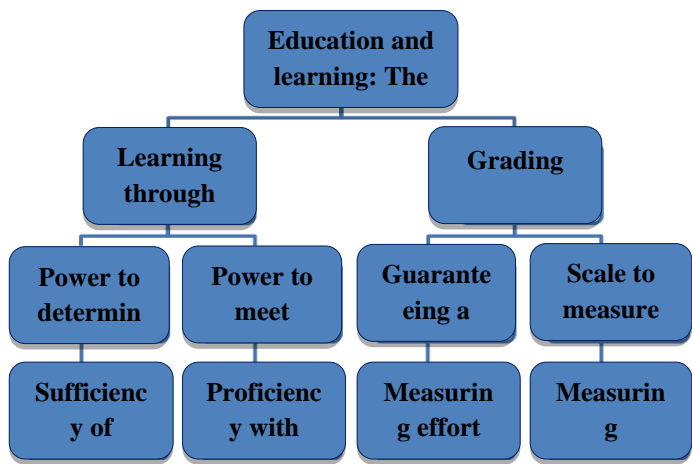 Education and
learning: The
Learning
through
Grading
Power to
determin
Power to
meet
Guarante
eing a
Scale to
measure
Sufficienc
y of
Proficienc
y with
Measurin
g effort
Measurin
g